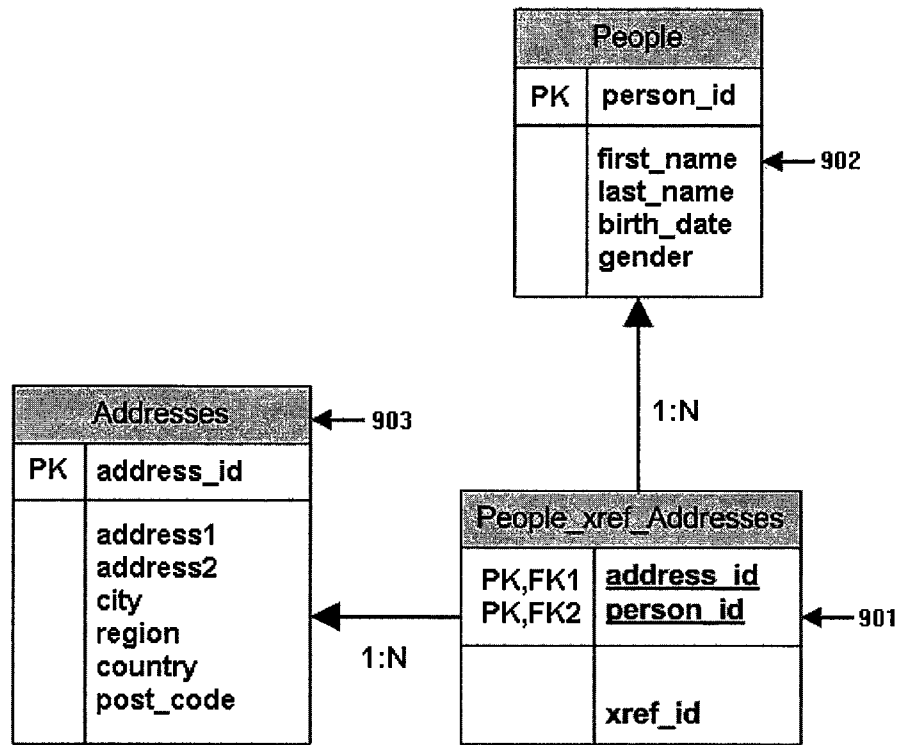 People
PK person_id
first_name
last_name
birth_date
gender
902
1:N
Addresses
903
PK address_id
address1
address2
city
region
country
post_code
1:N
People_xref_Addresses
PK,FK1 address_id
PK,FK2 person_id
901
xref_id